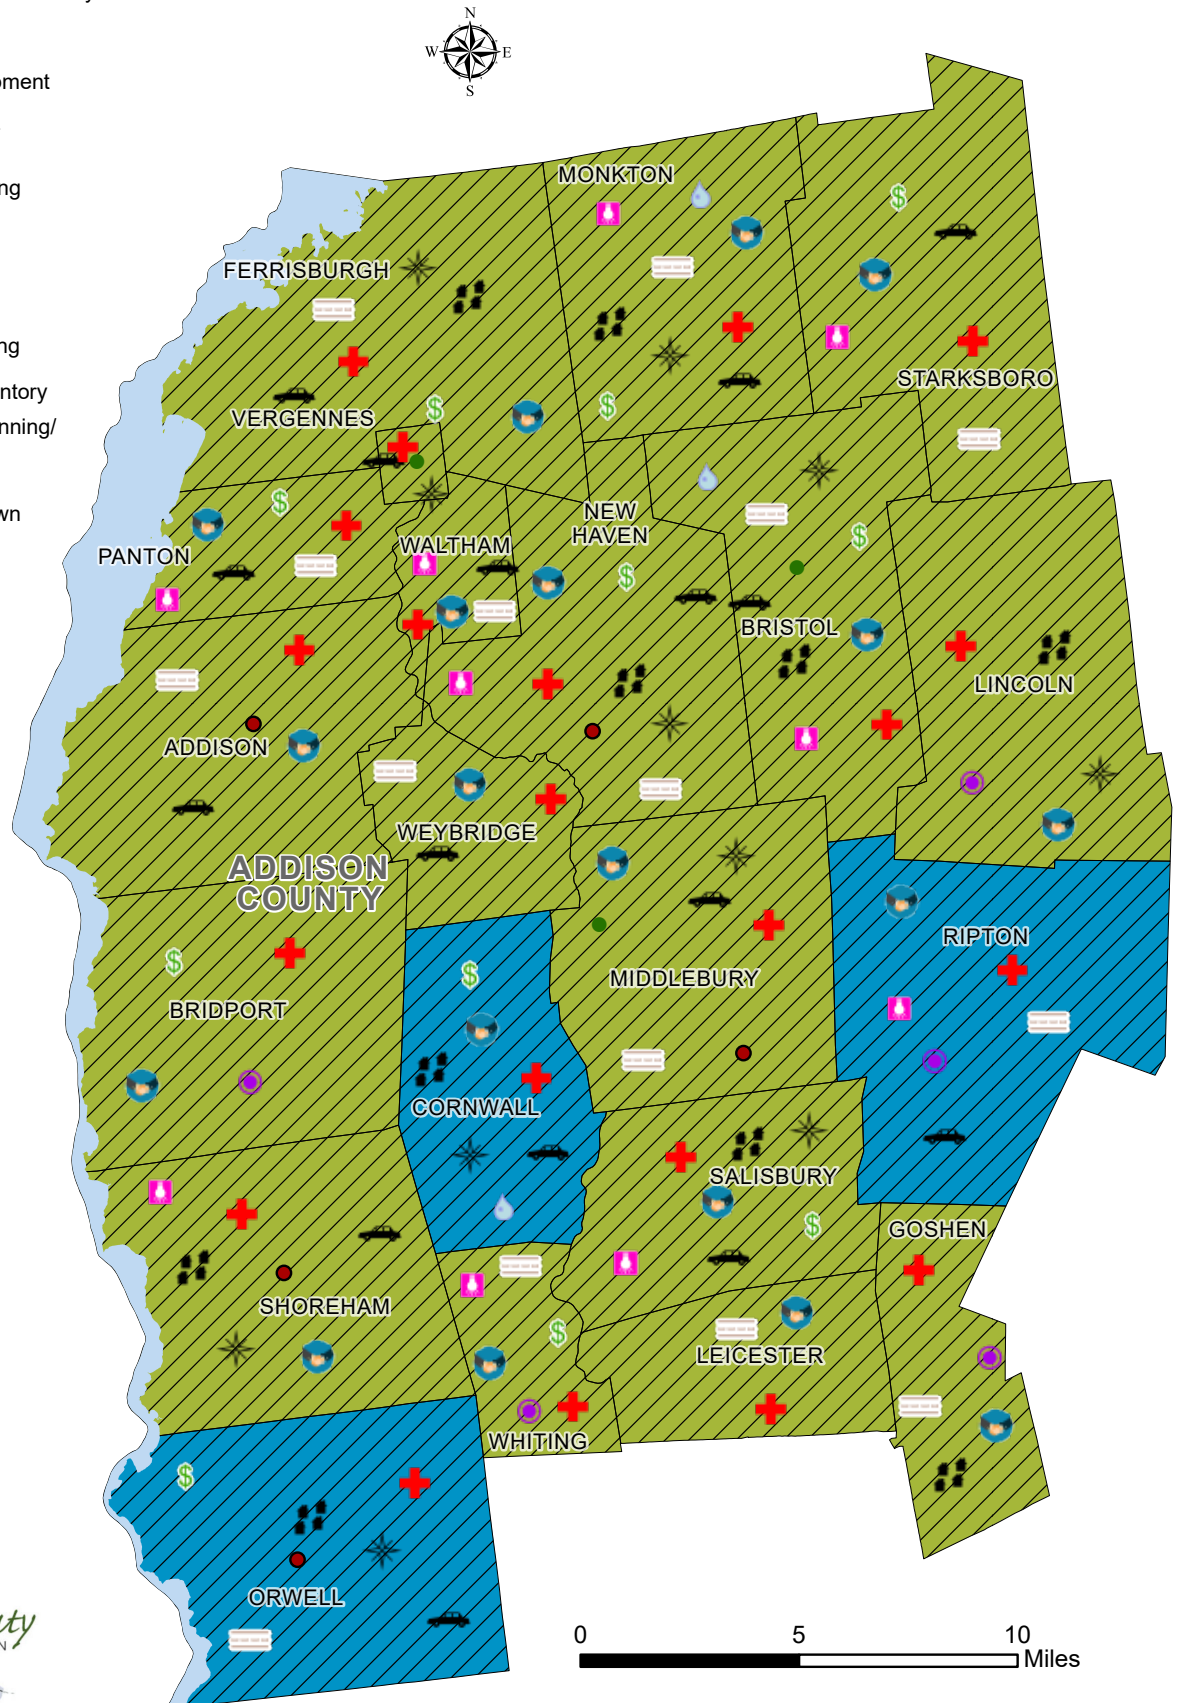 N
W E
S
ng
ng
ntory
nning/
wn
MONKTON
FERRISBURGH
STARKSBORO
VERGENNES
NEW
HAVEN
WALTHAM
PANTON
BRISTOL
LINCOLN
ADDISON
WEYBRIDGE
ADDISON
COUNTY
RIPTON
MIDDLEBURY
BRIDPORT
CORNWALL
SALISBURY
GOSHEN
SHOREHAM
LEICESTER
WHITING
ORWELL
0 5 10
Miles